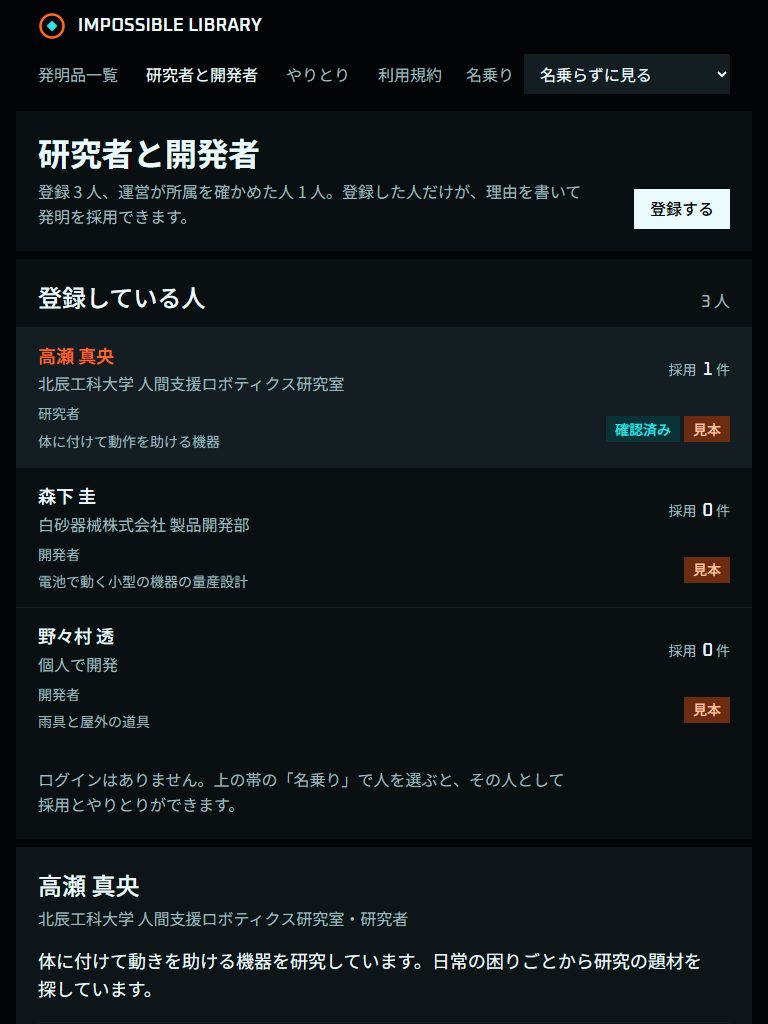 IMPOSSIBLE LIBRARY
発明品一覧 研究者と開発者 やりとり 利用規約 名乗り 名乗らずに見る
研究者と開発者
登録 3 人、運営が所属を確かめた人 1 人。登録した人だけが、理由を書いて
発明を採用できます。
登録する
登録している人
3 人
高瀬 真央
北辰工科大学 人間支援ロボティクス研究室
研究者
体に付けて動作を助ける機器
採用 1 件
確認済み 見本
森下 圭
白砂器械株式会社 製品開発部
開発者
電池で動く小型の機器の量産設計
採用 0 件
見本
野々村 透
個人で開発
開発者
雨具と屋外の道具
採用 0 件
見本
ログインはありません。上の帯の「名乗り」で人を選ぶと、その人として
採用とやりとりができます。
高瀬 真央
北辰工科大学 人間支援ロボティクス研究室・研究者
体に付けて動きを助ける機器を研究しています。日常の困りごとから研究の題材を
探しています。